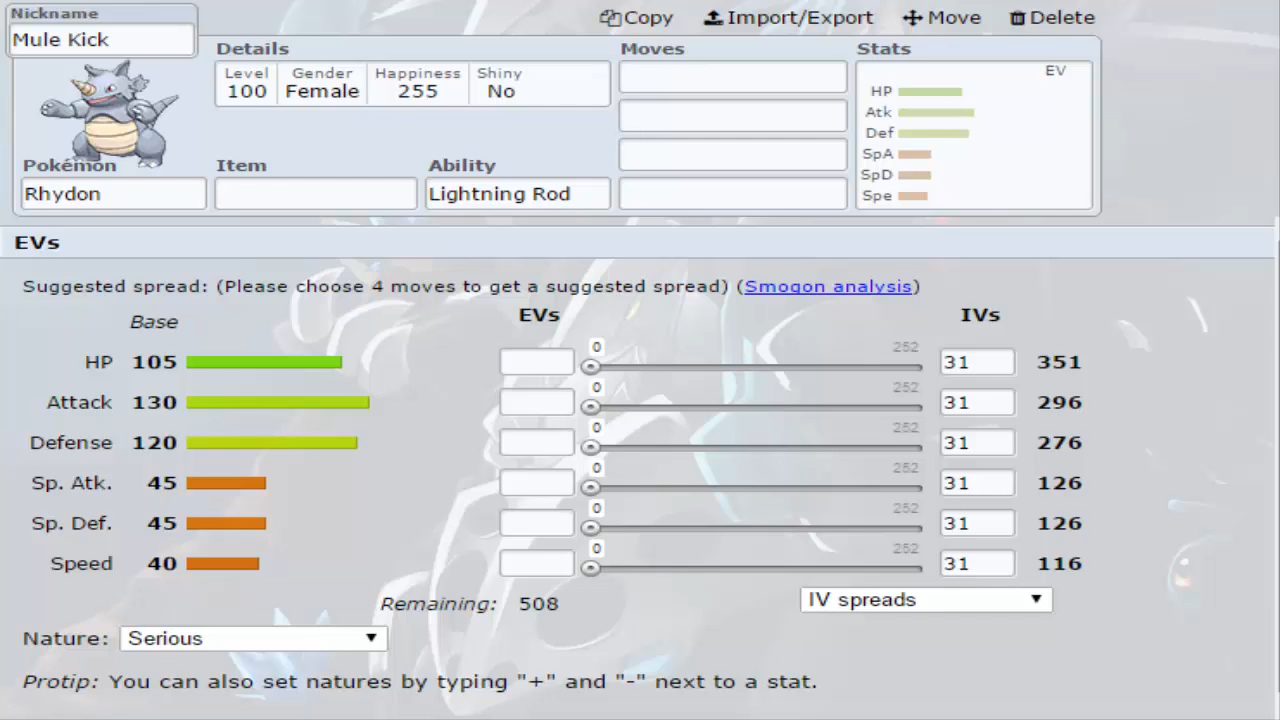 Nickname
Mule Kick
Copy Import/Export Move Delete
Details
Level Gender Happiness Shiny
100 Female 255 No
Pokémon
Rhydon
Item
Ability
Lightning Rod
Moves
Stats
EV
HP
Atk
Def
SpA
SpD
Spe
EVs
Suggested spread: (Please choose 4 moves to get a suggested spread) (Smogon analysis)
Base EVs IVs
HP 105 0 252 31 351
Attack 130 0 252 31 296
Defense 120 0 252 31 276
Sp. Atk. 45 0 252 31 126
Sp. Def. 45 0 252 31 126
Speed 40 0 252 31 116
Remaining: 508 IV spreads
Nature: Serious
Protip: You can also set natures by typing "+" and "-" next to a stat.